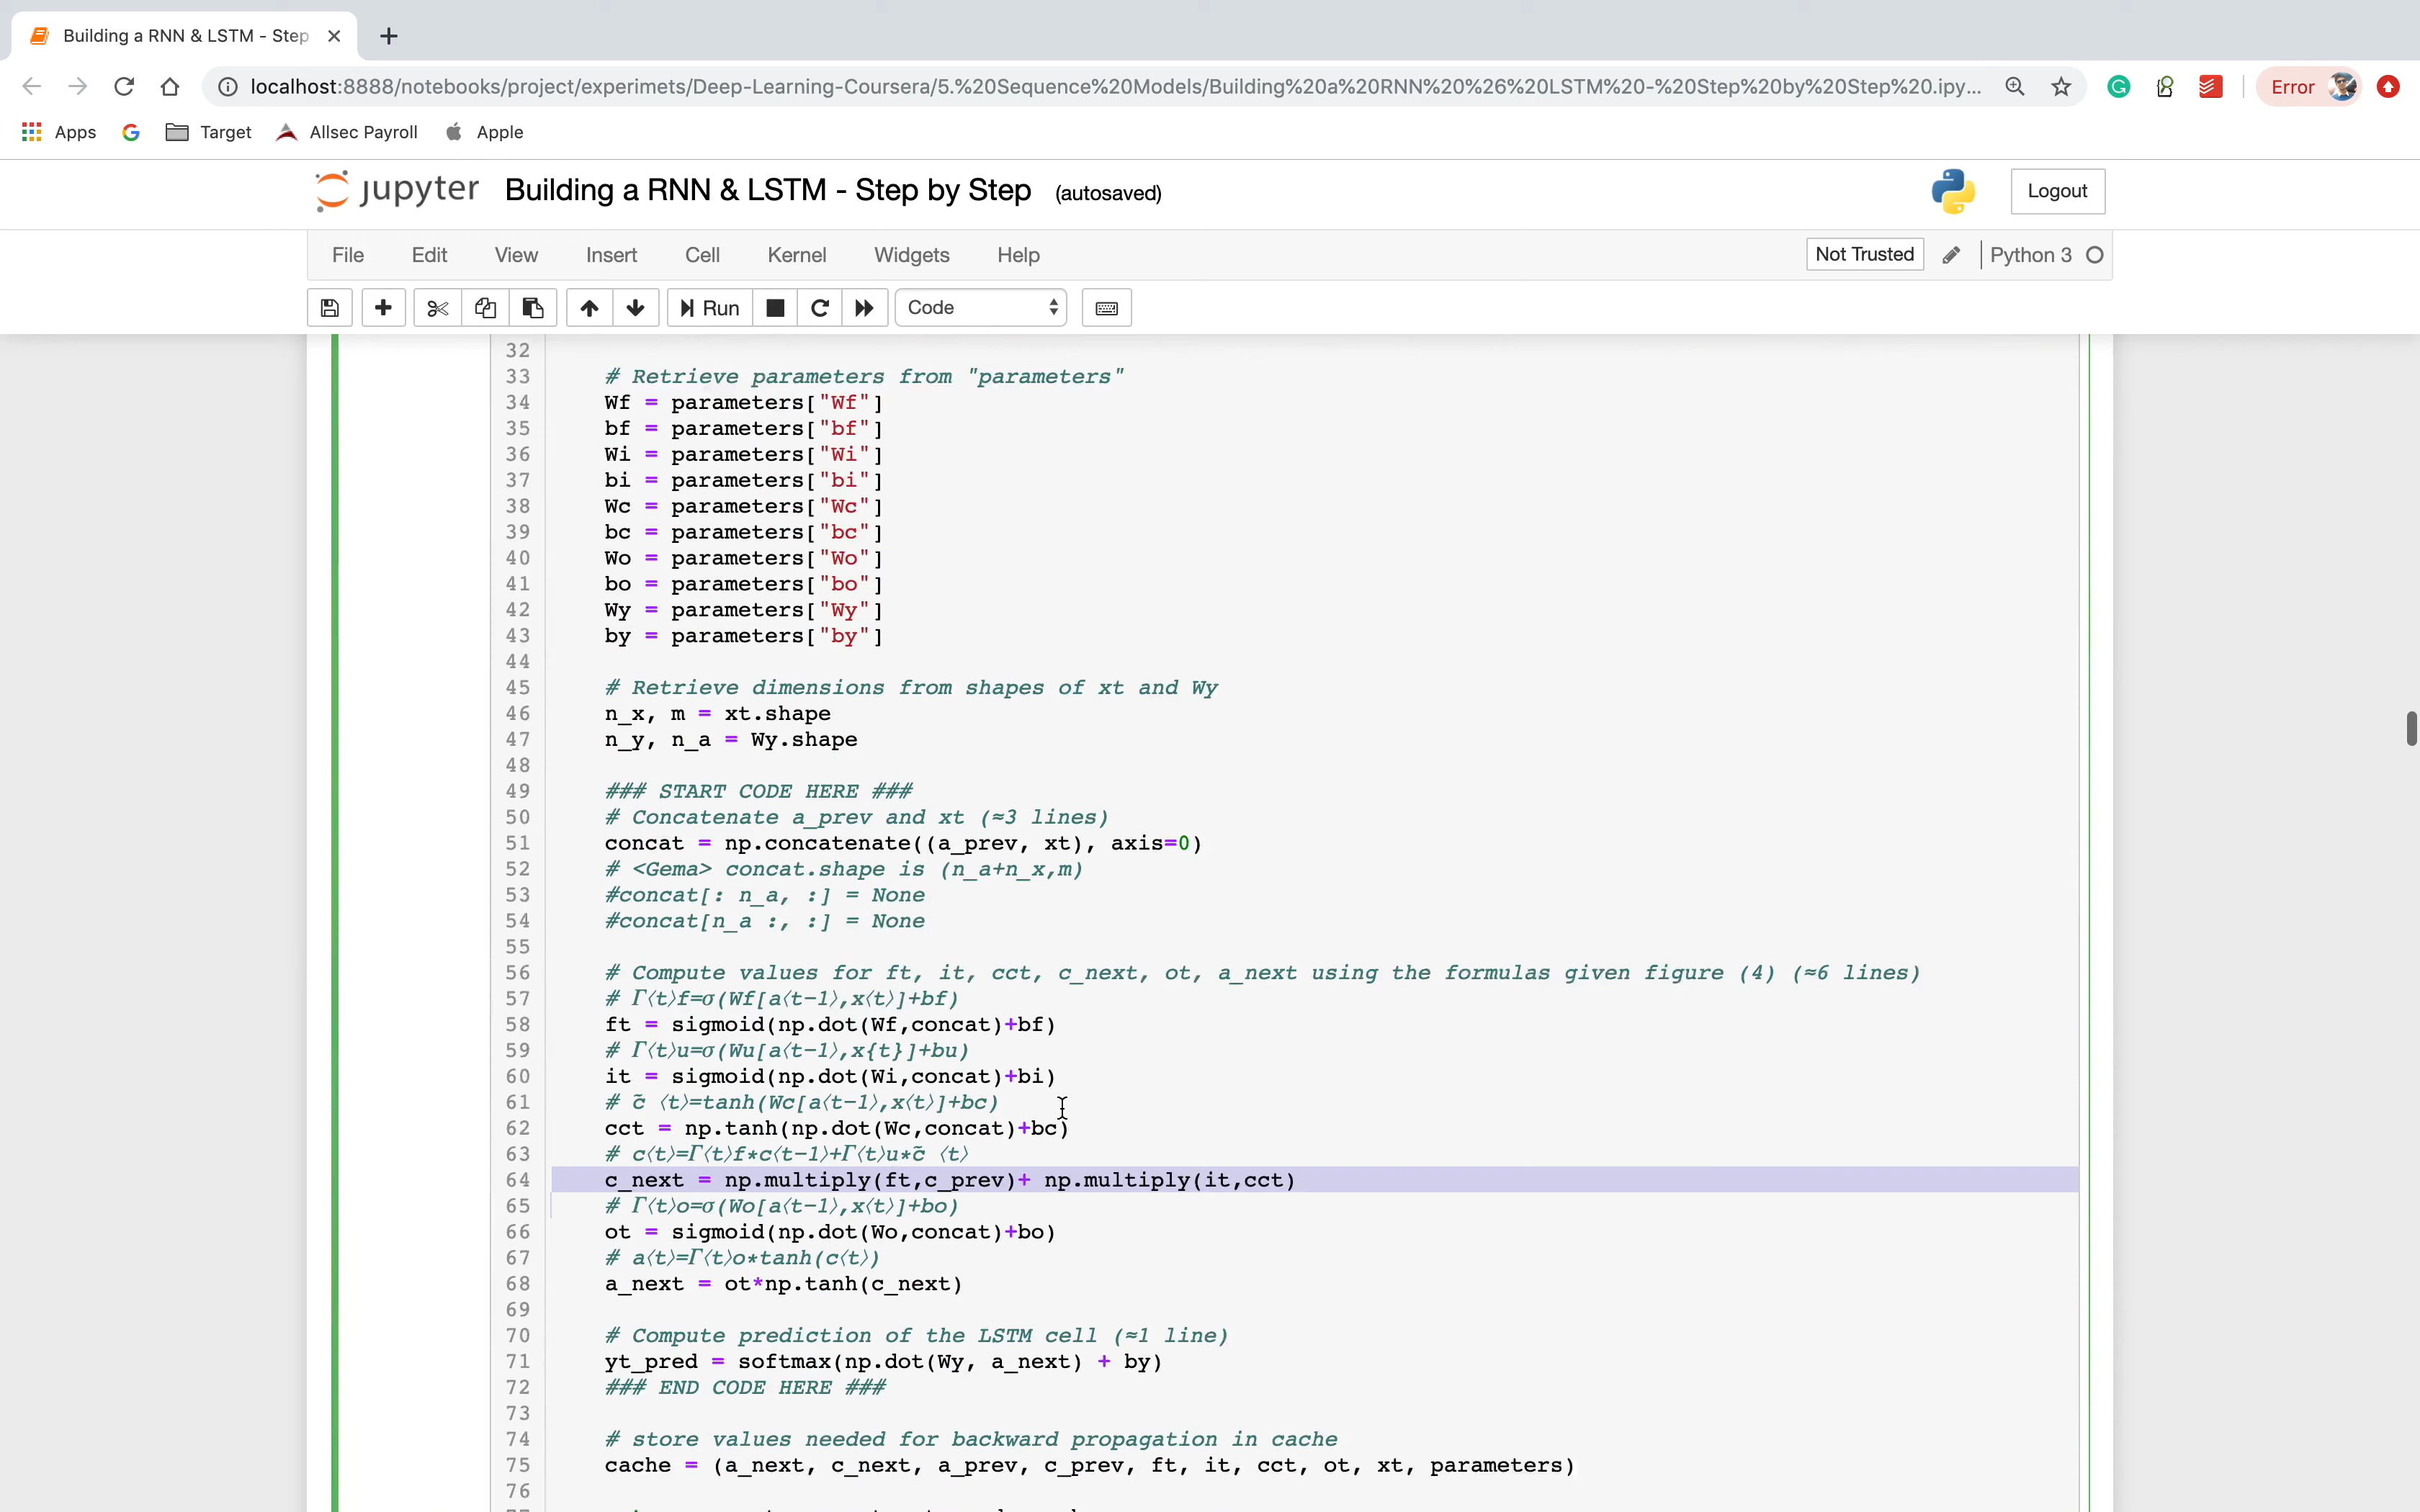 Building a RNN & LSTM - Step
localhost:8888/notebooks/project/experimets/Deep-Learning-Coursera/5.%20Sequence%20Models/Building%20a%20RNN%20%26%20LSTM%20-%20Step%20by%20Step%20.ipy...
Error
Apps
Target
Allsec Payroll
Apple
jupyter Building a RNN & LSTM - Step by Step (autosaved)
Logout
File Edit View Insert Cell Kernel Widgets Help
Not Trusted
Python 3
Run
Code
32
33 # Retrieve parameters from "parameters"
34 Wf = parameters["Wf"]
35 bf = parameters["bf"]
36 Wi = parameters["Wi"]
37 bi = parameters["bi"]
38 Wc = parameters["Wc"]
39 bc = parameters["bc"]
40 Wo = parameters["Wo"]
41 bo = parameters["bo"]
42 Wy = parameters["Wy"]
43 by = parameters["by"]
44
45 # Retrieve dimensions from shapes of xt and Wy
46 n_x, m = xt.shape
47 n_y, n_a = Wy.shape
48
49 ### START CODE HERE ###
50 # Concatenate a_prev and xt (≈3 lines)
51 concat = np.concatenate((a_prev, xt), axis=0)
52 # <Gema> concat.shape is (n_a+n_x,m)
53 #concat[: n_a, :] = None
54 #concat[n_a :, :] = None
55
56 # Compute values for ft, it, cct, c_next, ot, a_next using the formulas given figure (4) (≈6 lines)
57 # Γ⟨t⟩f=σ(Wf[a⟨t−1⟩,x⟨t⟩]+bf)
58 ft = sigmoid(np.dot(Wf,concat)+bf)
59 # Γ⟨t⟩u=σ(Wu[a⟨t−1⟩,x{t}]+bu)
60 it = sigmoid(np.dot(Wi,concat)+bi)
61 # c̃ ⟨t⟩=tanh(Wc[a⟨t−1⟩,x⟨t⟩]+bc)
62 cct = np.tanh(np.dot(Wc,concat)+bc)
63 # c⟨t⟩=Γ⟨t⟩f∗c⟨t−1⟩+Γ⟨t⟩u∗c̃ ⟨t⟩
64 c_next = np.multiply(ft,c_prev)+ np.multiply(it,cct)
65 # Γ⟨t⟩o=σ(Wo[a⟨t−1⟩,x⟨t⟩]+bo)
66 ot = sigmoid(np.dot(Wo,concat)+bo)
67 # a⟨t⟩=Γ⟨t⟩o∗tanh(c⟨t⟩)
68 a_next = ot*np.tanh(c_next)
69
70 # Compute prediction of the LSTM cell (≈1 line)
71 yt_pred = softmax(np.dot(Wy, a_next) + by)
72 ### END CODE HERE ###
73
74 # store values needed for backward propagation in cache
75 cache = (a_next, c_next, a_prev, c_prev, ft, it, cct, ot, xt, parameters)
76